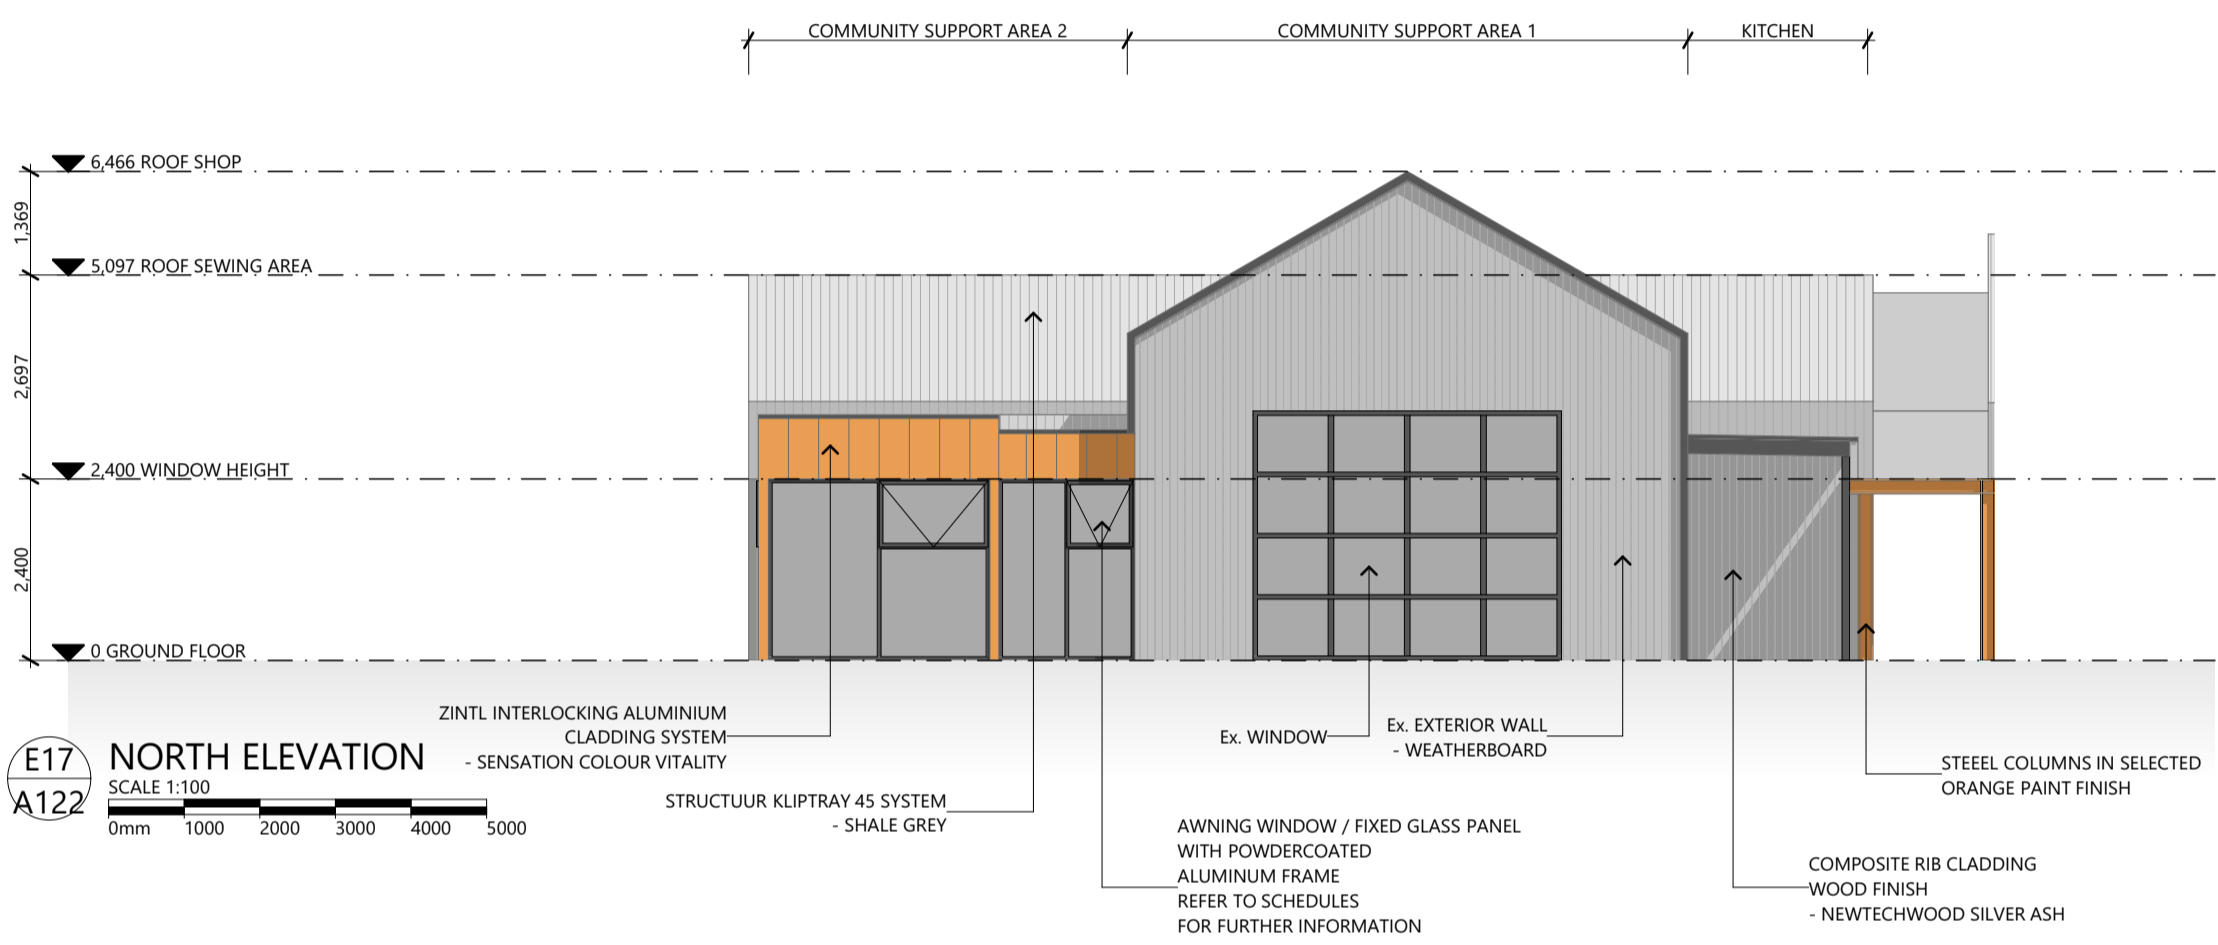 COMMUNITY SUPPORT AREA 2
COMMUNITY SUPPORT AREA 1
KITCHEN
6,466 ROOF SHOP
1,369
5,097 ROOF SEWING AREA
2,697
2,400 WINDOW HEIGHT
2,400
0 GROUND FLOOR
ZINTL INTERLOCKING ALUMINIUM
CLADDING SYSTEM
- SENSATION COLOUR VITALITY
STRUCTUUR KLIPTRAY 45 SYSTEM
- SHALE GREY
AWNING WINDOW / FIXED GLASS PANEL
WITH POWDERCOATED
ALUMINUM FRAME
REFER TO SCHEDULES
FOR FURTHER INFORMATION
Ex. WINDOW
Ex. EXTERIOR WALL
- WEATHERBOARD
STEEEL COLUMNS IN SELECTED
ORANGE PAINT FINISH
COMPOSITE RIB CLADDING
WOOD FINISH
- NEWTECHWOOD SILVER ASH
E17
A122
NORTH ELEVATION
SCALE 1:100
0mm 1000 2000 3000 4000 5000